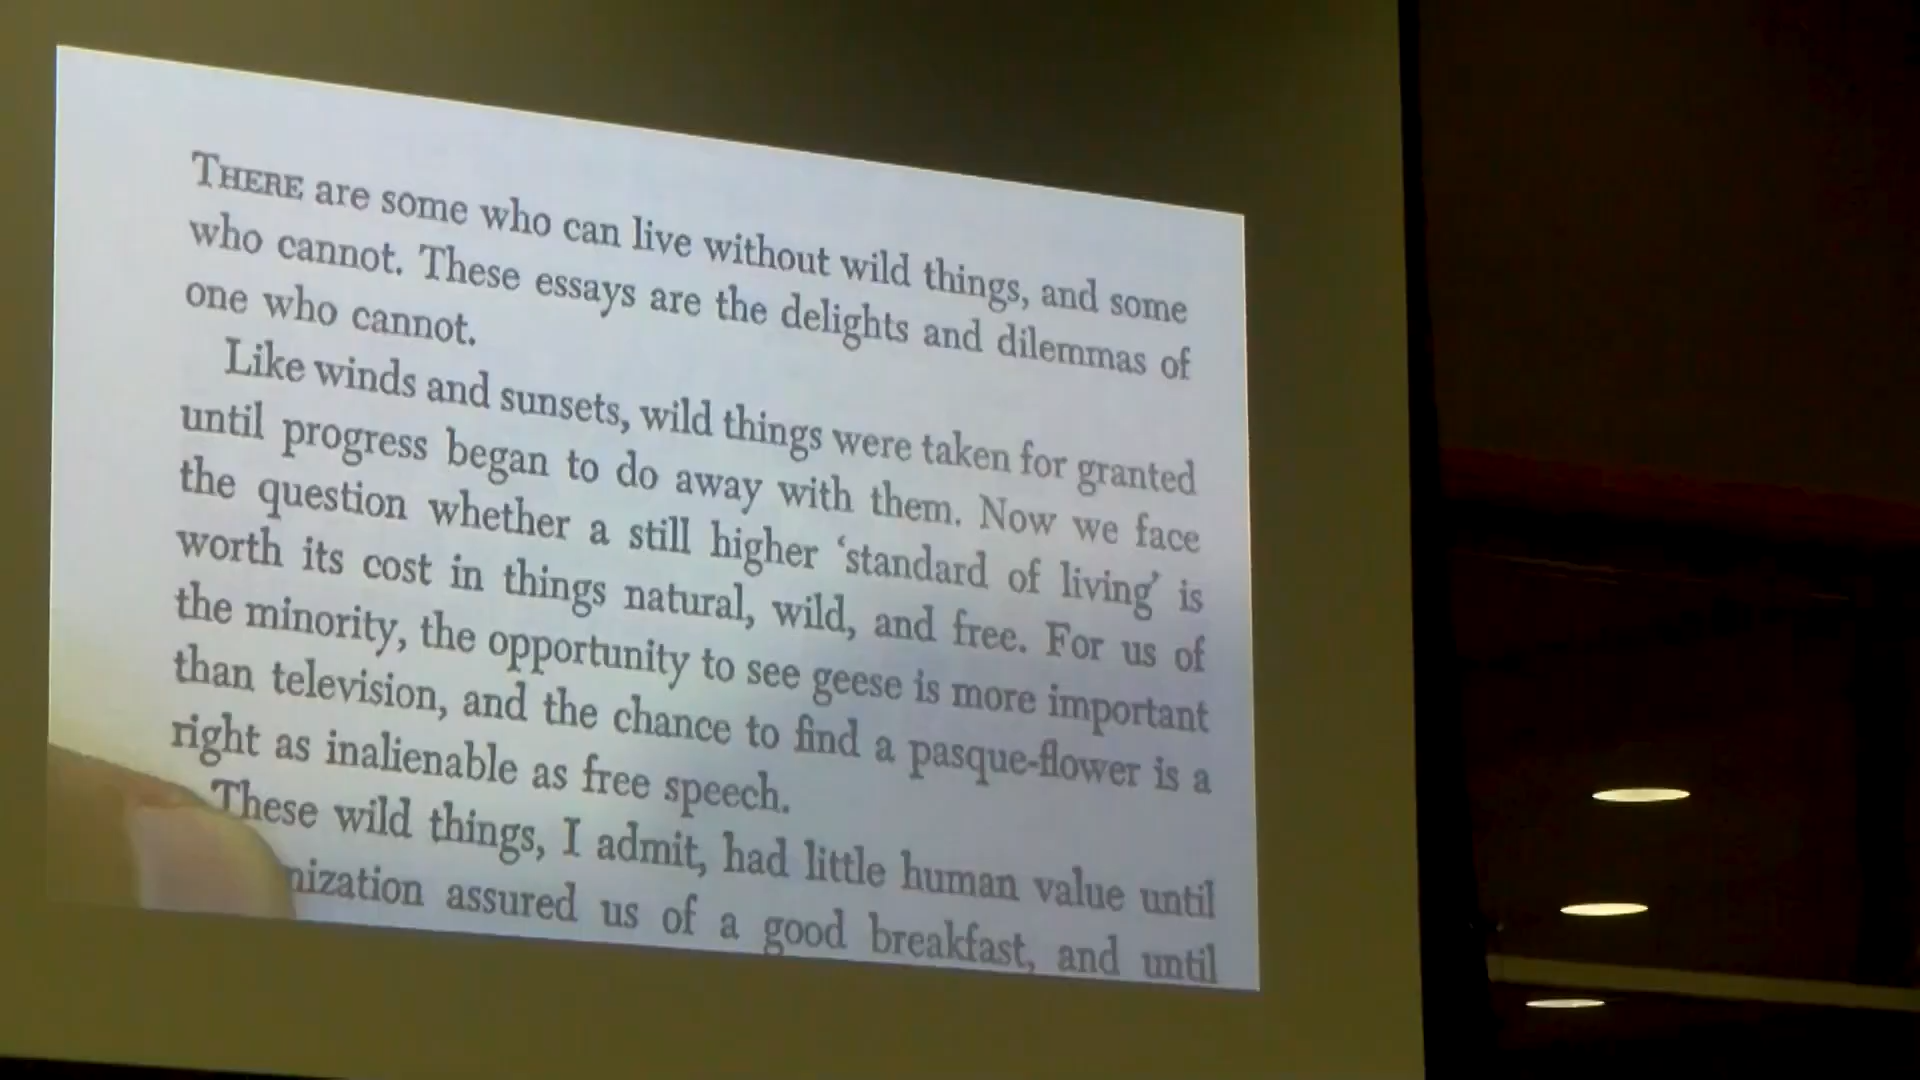 THERE are some who can live without wild things, and some
who cannot. These essays are the delights and dilemmas of
one who cannot.
Like winds and sunsets, wild things were taken for granted
until progress began to do away with them. Now we face
the question whether a still higher ‘standard of living’ is
worth its cost in things natural, wild, and free. For us of
the minority, the opportunity to see geese is more important
than television, and the chance to find a pasque-flower is a
right as inalienable as free speech.
These wild things, I admit, had little human value until
nization assured us of a good breakfast, and until